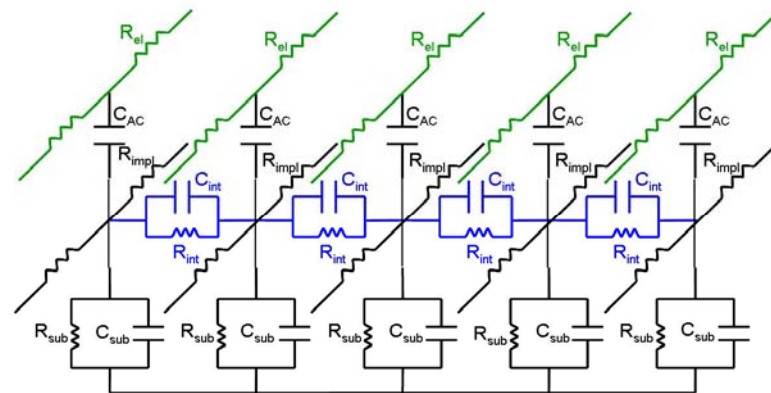 R_el R_el R_el R_el R_el
C_AC C_AC C_AC C_AC C_AC
R_impl R_impl R_impl R_impl R_impl
C_int C_int C_int C_int
R_int R_int R_int R_int
R_sub C_sub R_sub C_sub R_sub C_sub R_sub C_sub R_sub C_sub